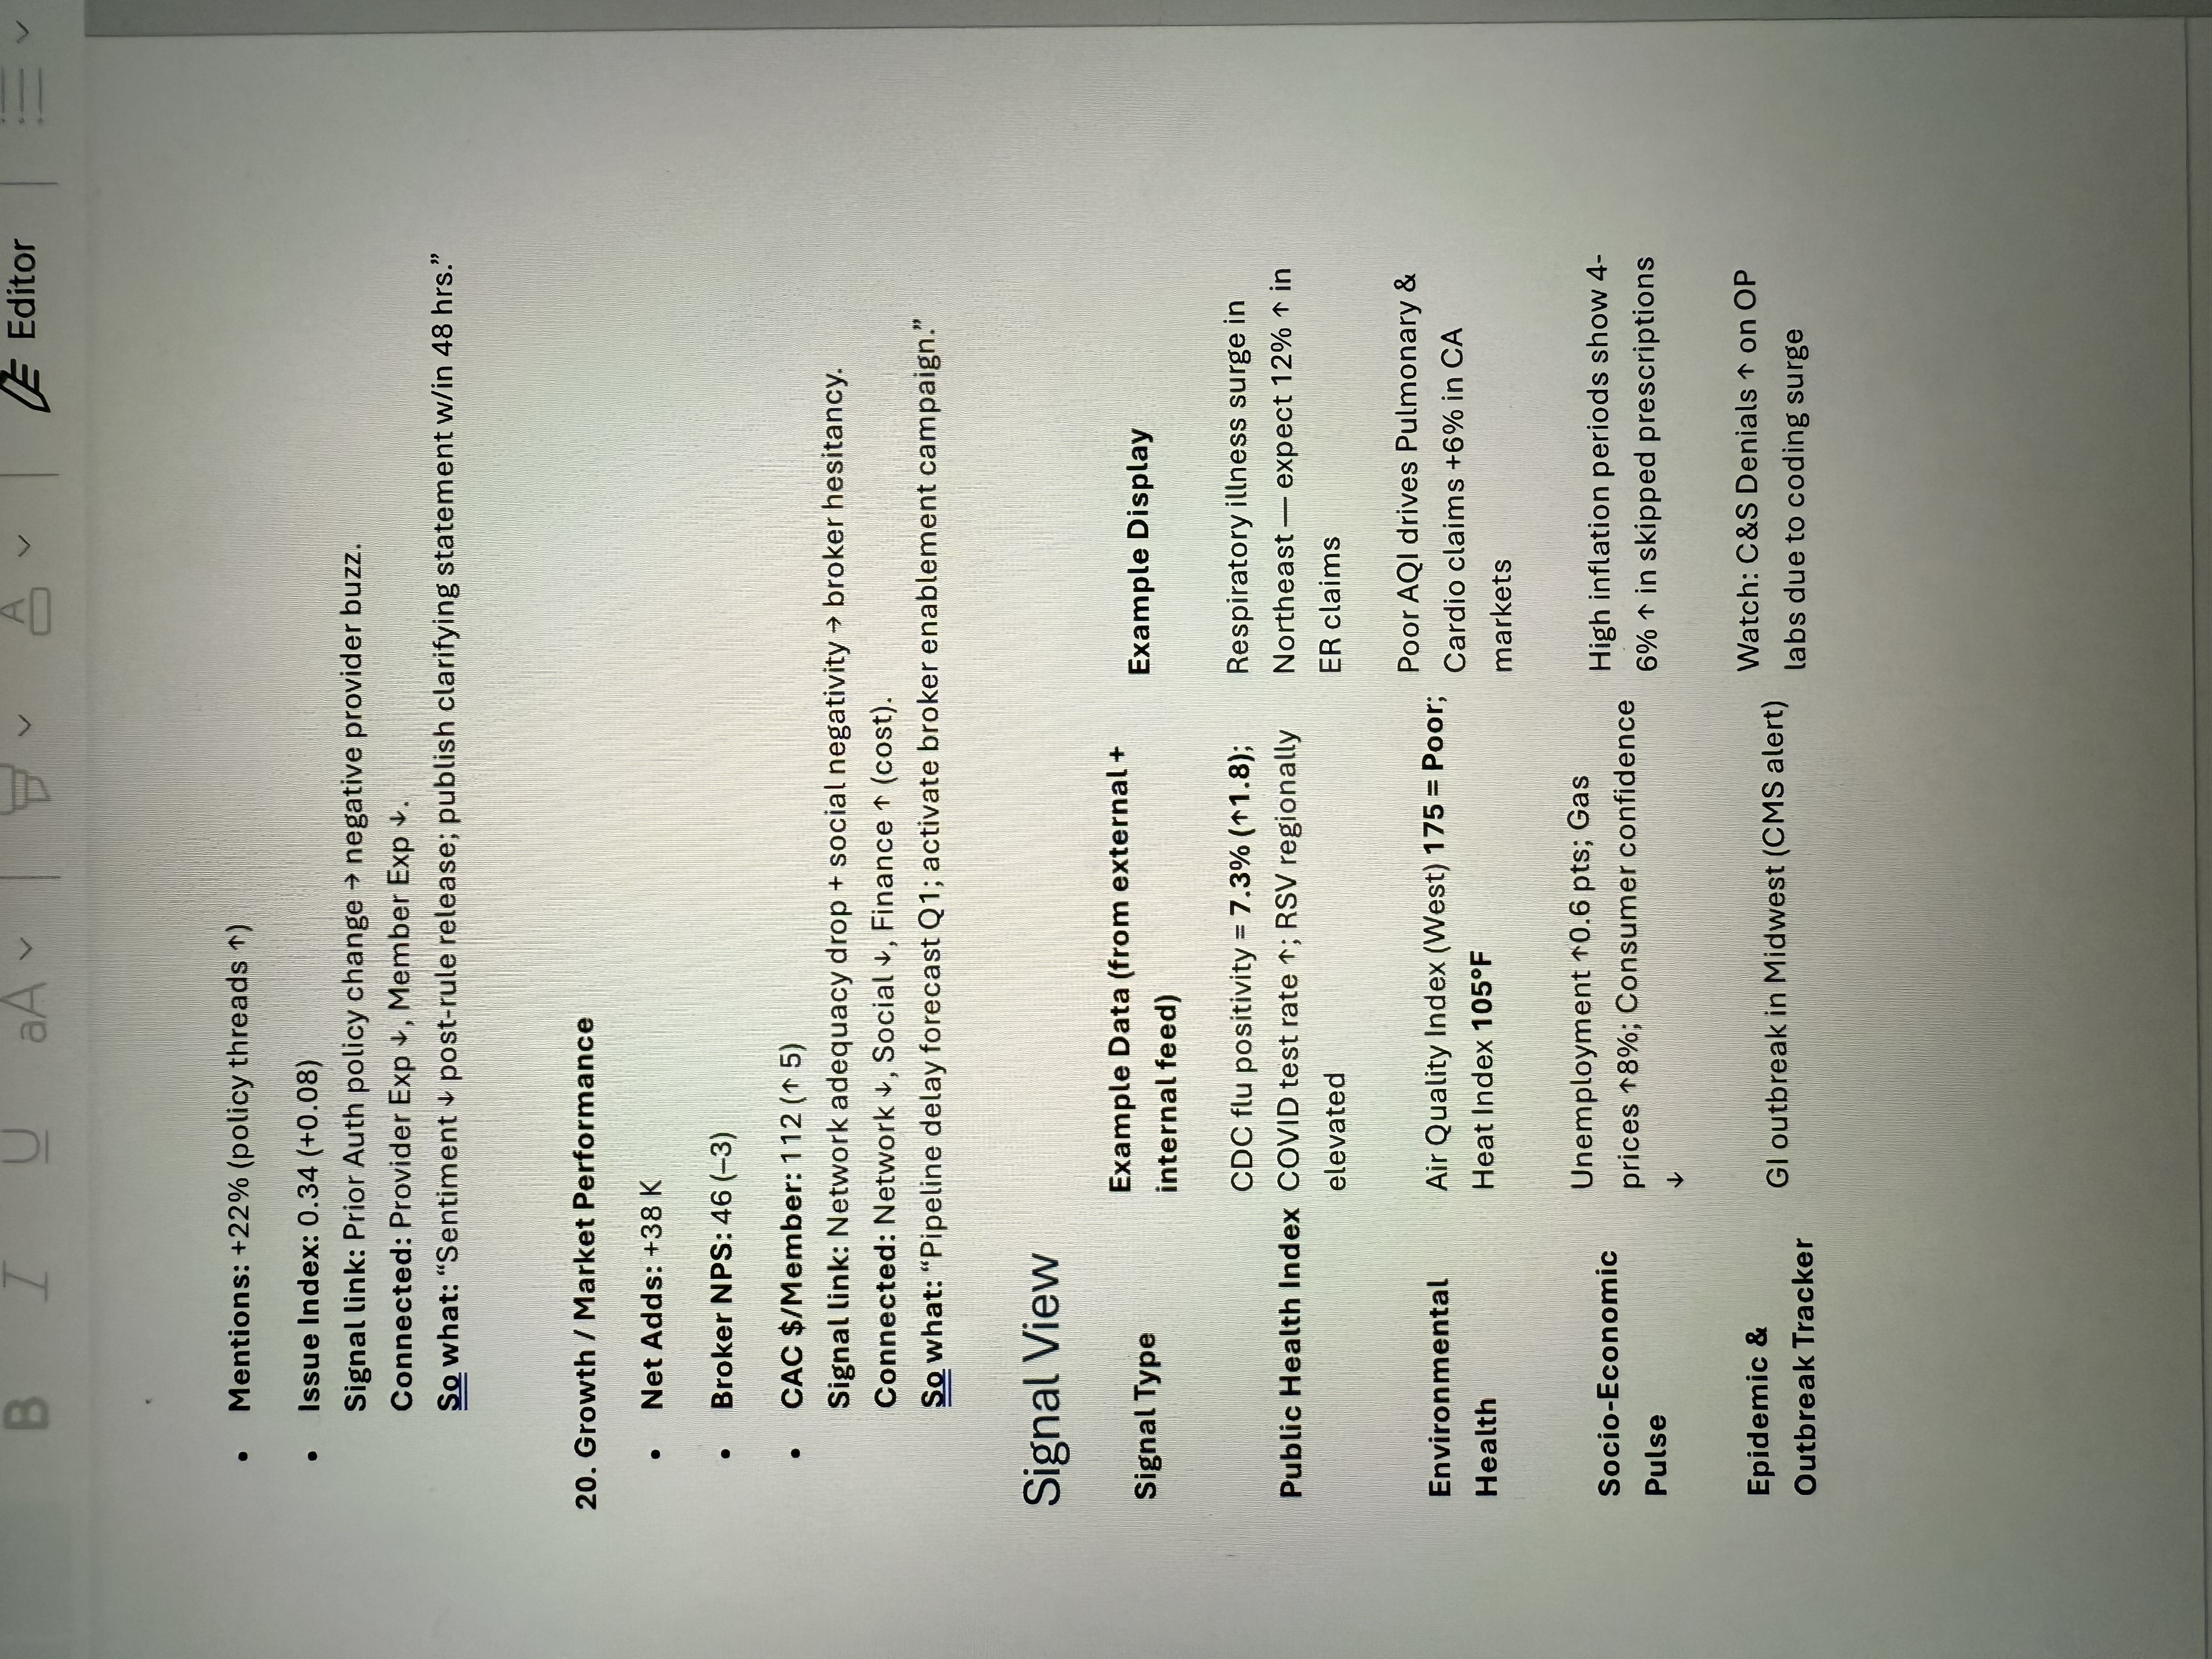 B I U aA A Editor
• Mentions: +22% (policy threads ↑)
• Issue Index: 0.34 (+0.08)
Signal link: Prior Auth policy change → negative provider buzz.
Connected: Provider Exp ↓, Member Exp ↓.
So what: “Sentiment ↓ post-rule release; publish clarifying statement w/in 48 hrs.”
20. Growth / Market Performance
• Net Adds: +38 K
• Broker NPS: 46 (–3)
• CAC $/Member: 112 (↑ 5)
Signal link: Network adequacy drop + social negativity → broker hesitancy.
Connected: Network ↓, Social ↓, Finance ↑ (cost).
So what: “Pipeline delay forecast Q1; activate broker enablement campaign.”
Signal View
Signal Type
Example Data (from external +
internal feed)
Example Display
Public Health Index
CDC flu positivity = 7.3% (↑1.8);
COVID test rate ↑; RSV regionally
elevated
Respiratory illness surge in
Northeast — expect 12% ↑ in
ER claims
Environmental
Health
Air Quality Index (West) 175 = Poor;
Heat Index 105°F
Poor AQI drives Pulmonary &
Cardio claims +6% in CA
markets
Socio-Economic
Pulse
Unemployment ↑0.6 pts; Gas
prices ↑8%; Consumer confidence
↓
High inflation periods show 4-
6% ↑ in skipped prescriptions
Epidemic &
Outbreak Tracker
GI outbreak in Midwest (CMS alert)
Watch: C&S Denials ↑ on OP
labs due to coding surge